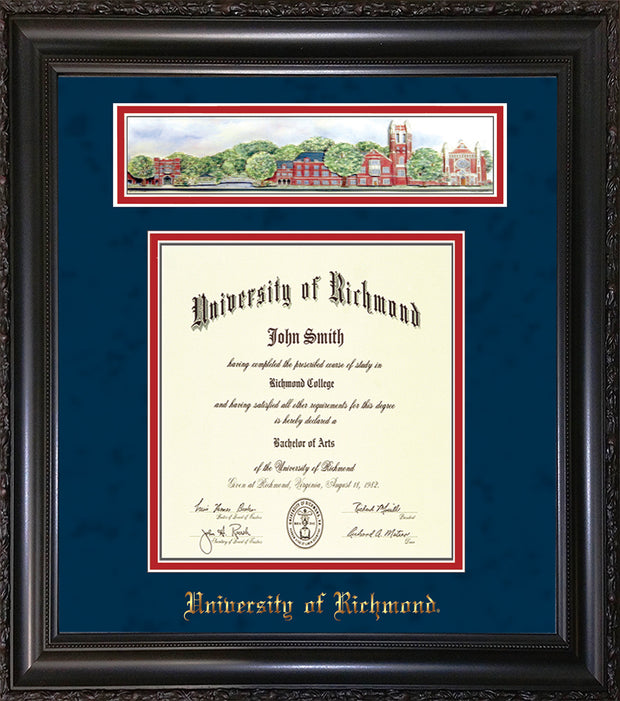 University of Richmond
John Smith
having completed the prescribed course of study in
Richmond College
and having satisfied all other requirements for this degree
is hereby declared a
Bachelor of Arts
of the University of Richmond
Given at Richmond, Virginia, August 18, 1982.
President
University of Richmond®